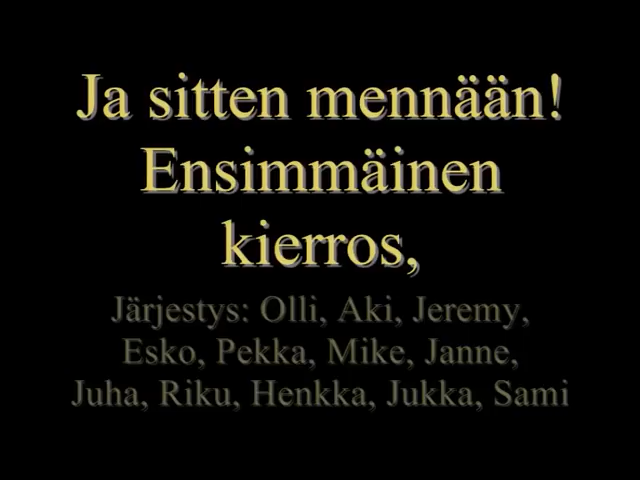 Ja sitten mennään!
Ensimmäinen
kierros,
Järjestys: Olli, Aki, Jeremy,
Esko, Pekka, Mike, Janne,
Juha, Riku, Henkka, Jukka, Sami